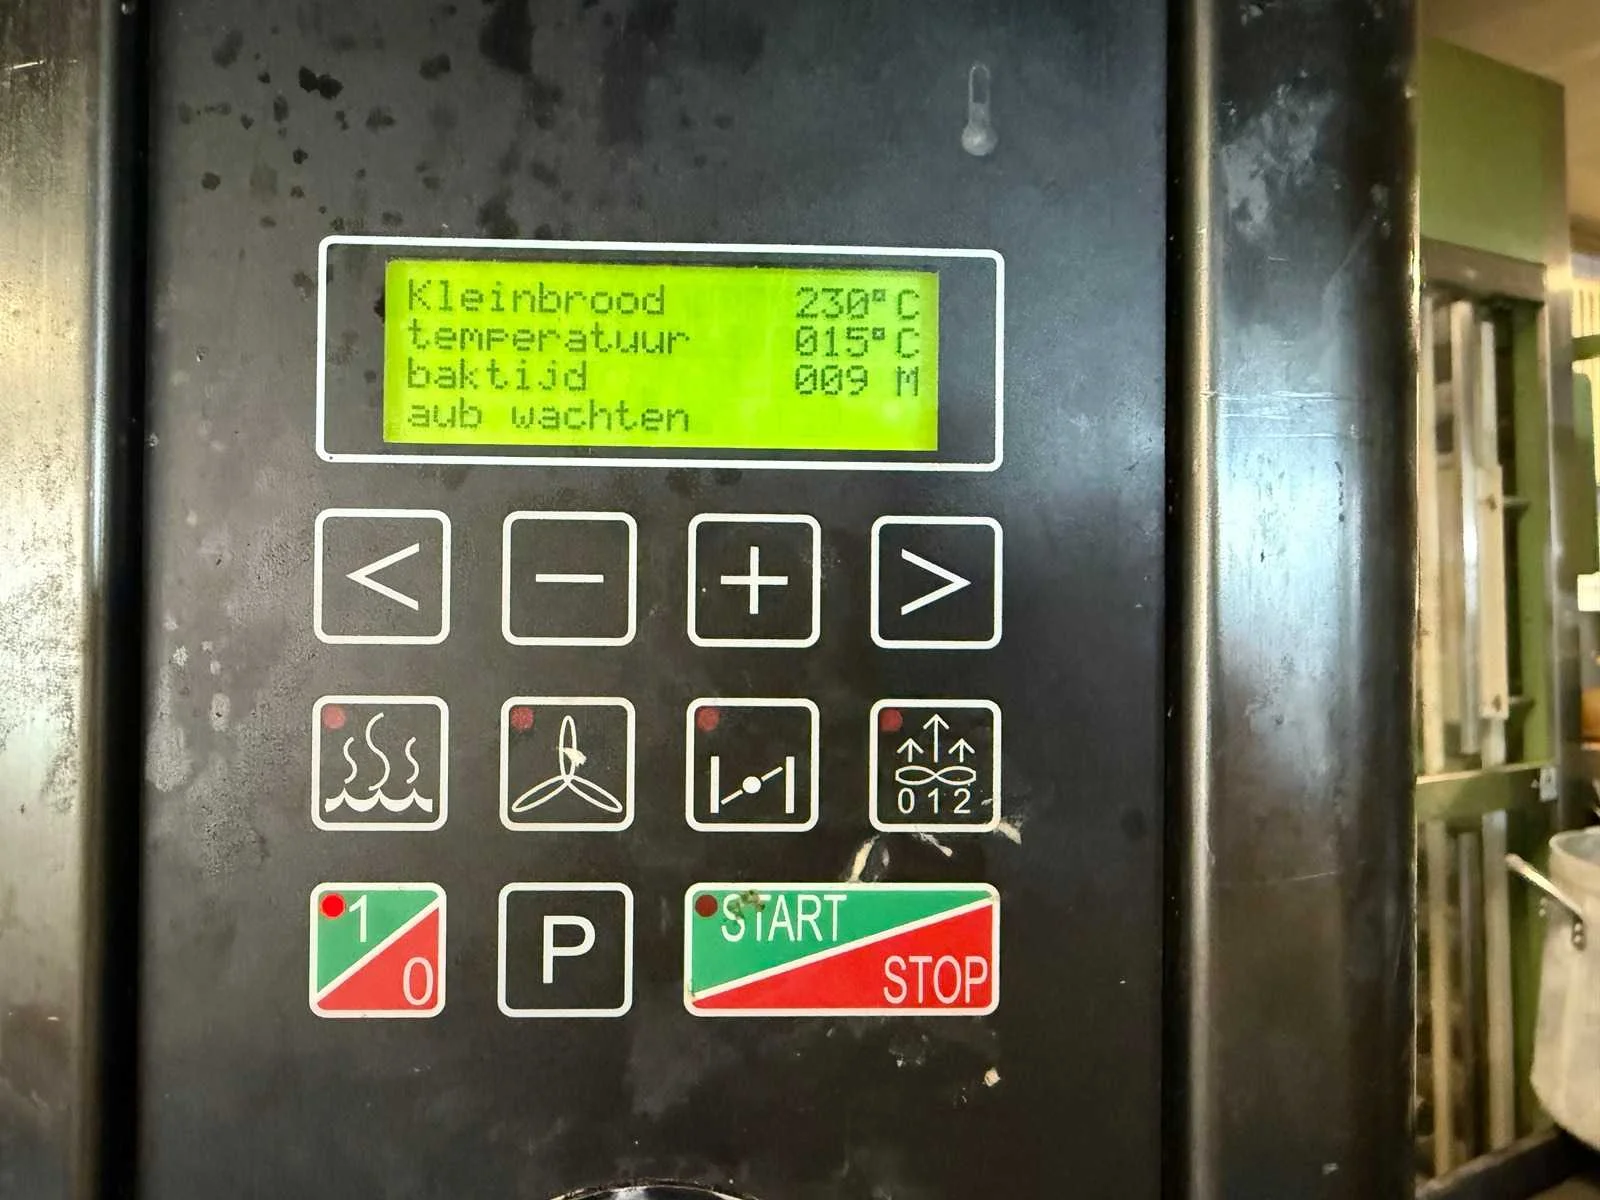 Kleinbrood 230°C
temperatuur 015°C
baktijd 009 M
aub wachten
< − + >
0 1 2
1 0 P START STOP